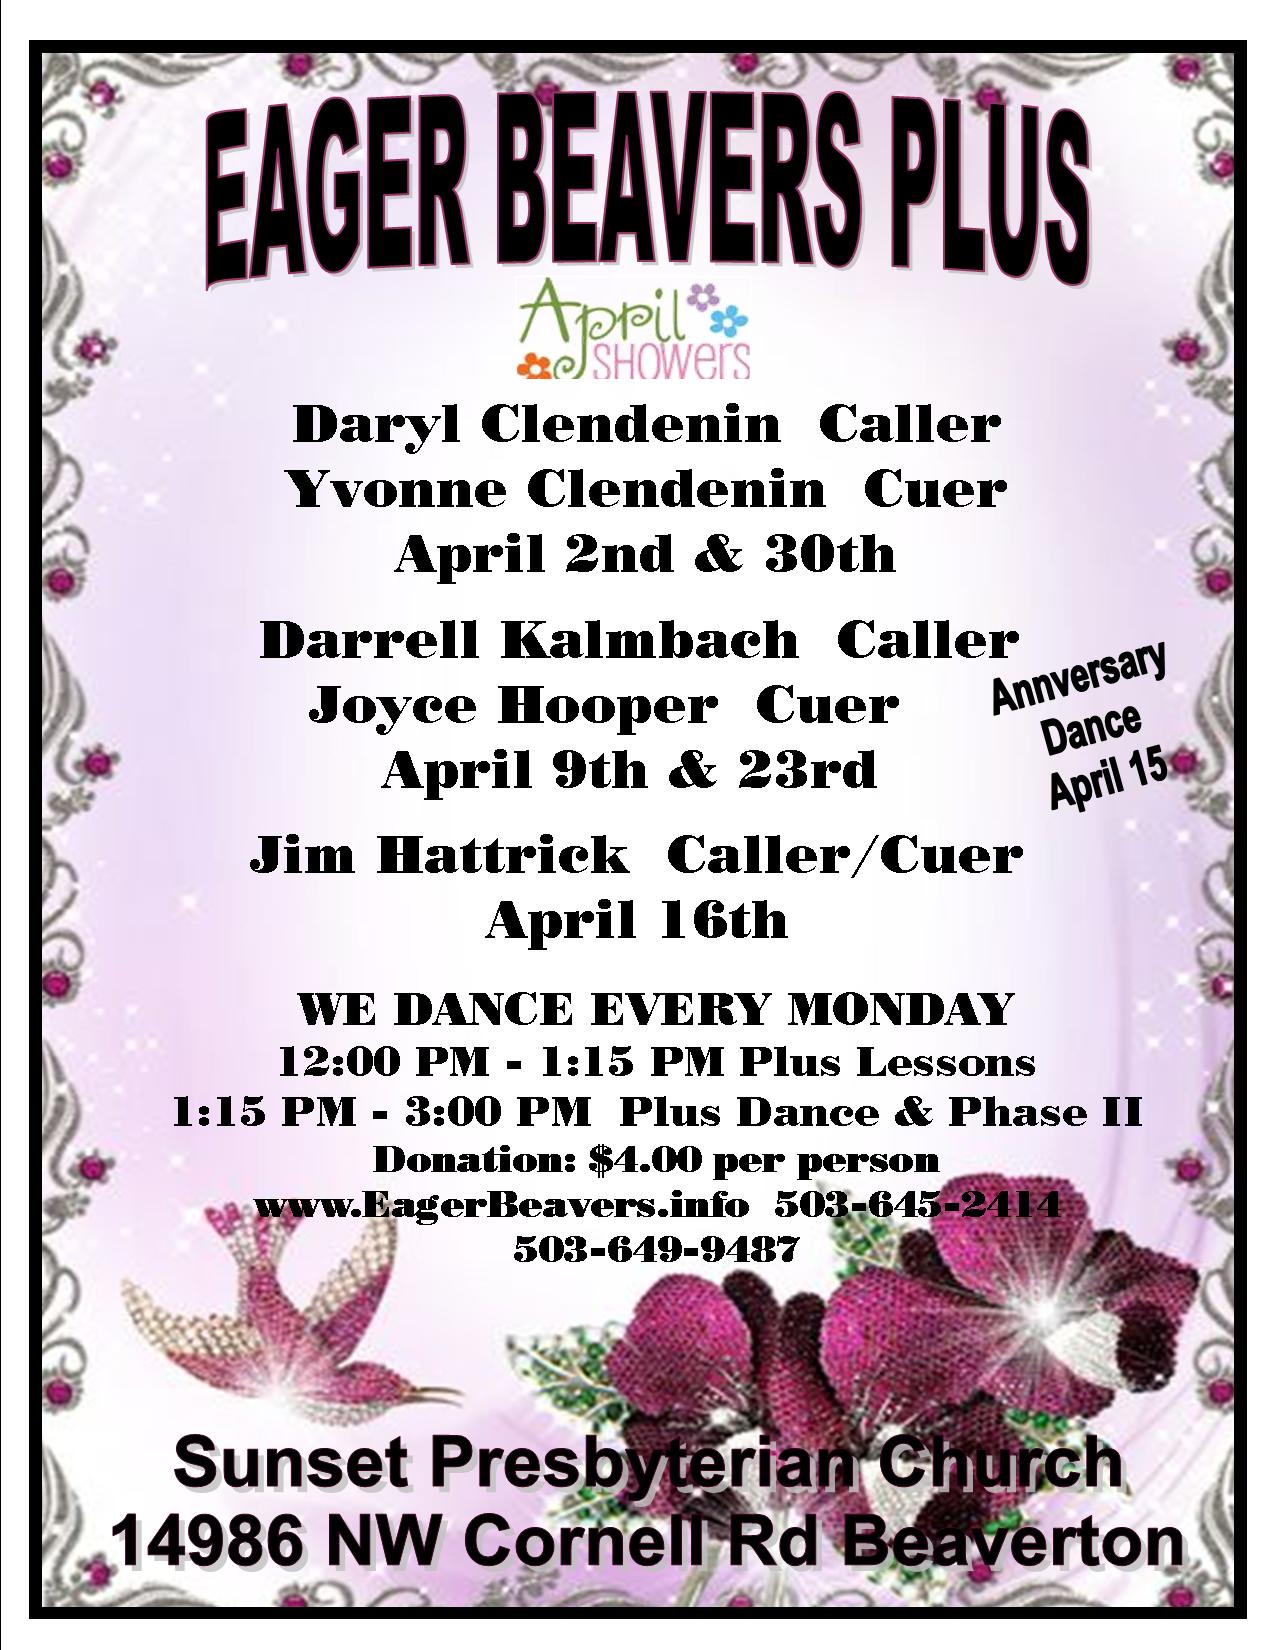 EAGER BEAVERS PLUS
April
SHOWERS
Daryl Clendenin  Caller
Yvonne Clendenin  Cuer
April 2nd & 30th
Darrell Kalmbach  Caller
Joyce Hooper  Cuer
April 9th & 23rd
Annversary
Dance
April 15
Jim Hattrick  Caller/Cuer
April 16th
WE DANCE EVERY MONDAY
12:00 PM - 1:15 PM Plus Lessons
1:15 PM - 3:00 PM  Plus Dance & Phase II
Donation: $4.00 per person
www.EagerBeavers.info  503-645-2414
503-649-9487
Sunset Presbyterian Church
14986 NW Cornell Rd Beaverton